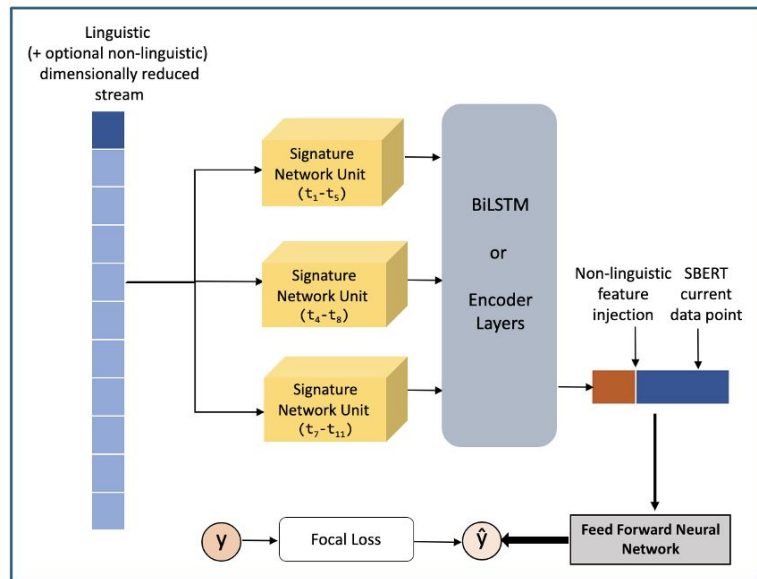 Linguistic
(+ optional non-linguistic)
dimensionally reduced
stream
Signature
Network Unit
(t₁-t₅)
Signature
Network Unit
(t₄-t₈)
Signature
Network Unit
(t₇-t₁₁)
BiLSTM
or
Encoder
Layers
Non-linguistic
feature
injection
SBERT
current
data point
y
Focal Loss
ŷ
Feed Forward Neural
Network